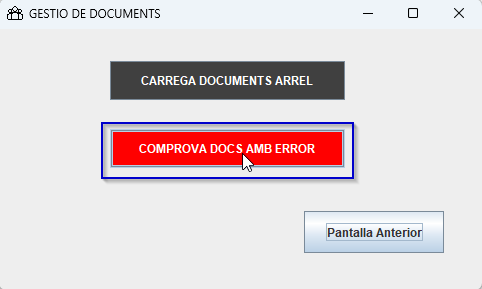 GESTIO DE DOCUMENTS
CARREGA DOCUMENTS ARREL
COMPROVA DOCS AMB ERROR
Pantalla Anterior